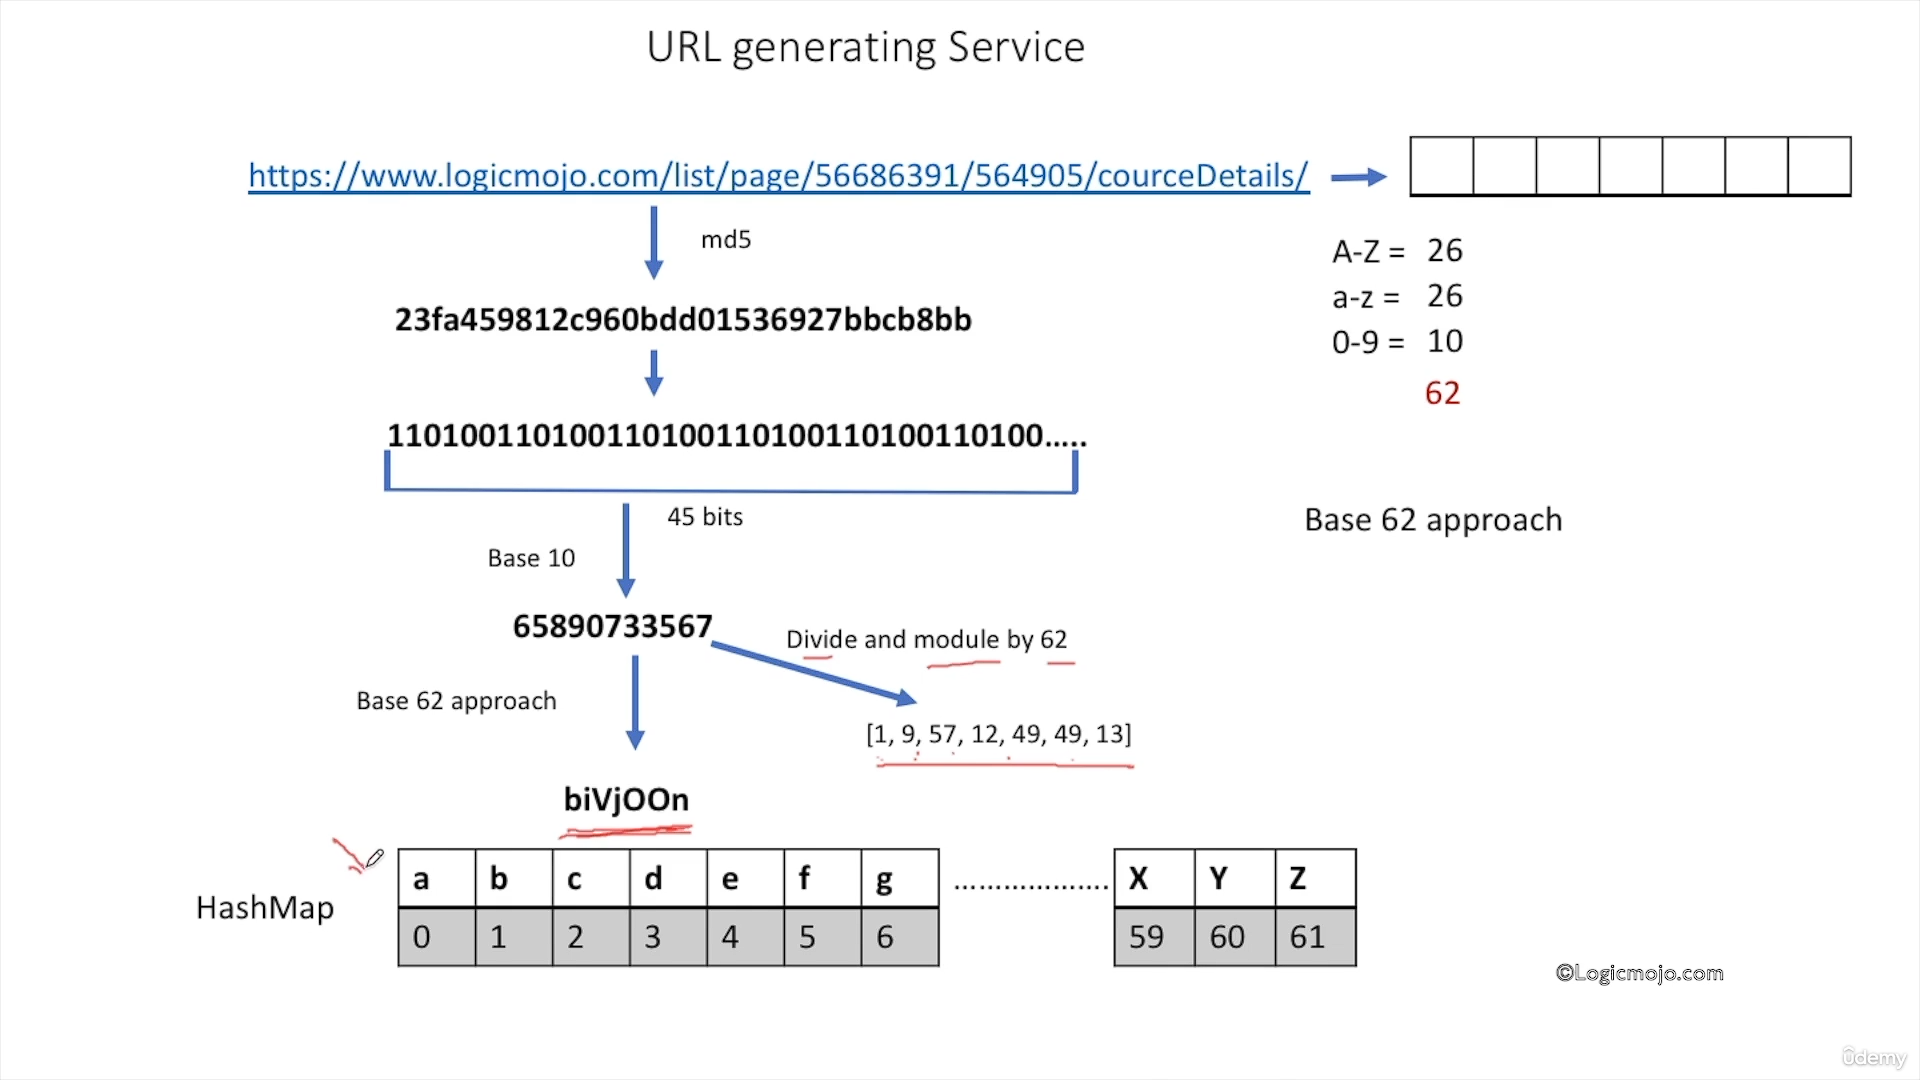 URL generating Service
https://www.logicmojo.com/list/page/56686391/564905/courceDetails/
md5
A-Z = 26
a-z = 26
0-9 = 10
62
23fa459812c960bdd01536927bbcb8bb
110100110100110100110100110100110100.....
45 bits
Base 62 approach
Base 10
65890733567
Divide and module by 62
Base 62 approach
[1, 9, 57, 12, 49, 49, 13]
biVjOOn
HashMap
a b c d e f g .................. X Y Z
0 1 2 3 4 5 6 59 60 61
©Logicmojo.com
ûdemy